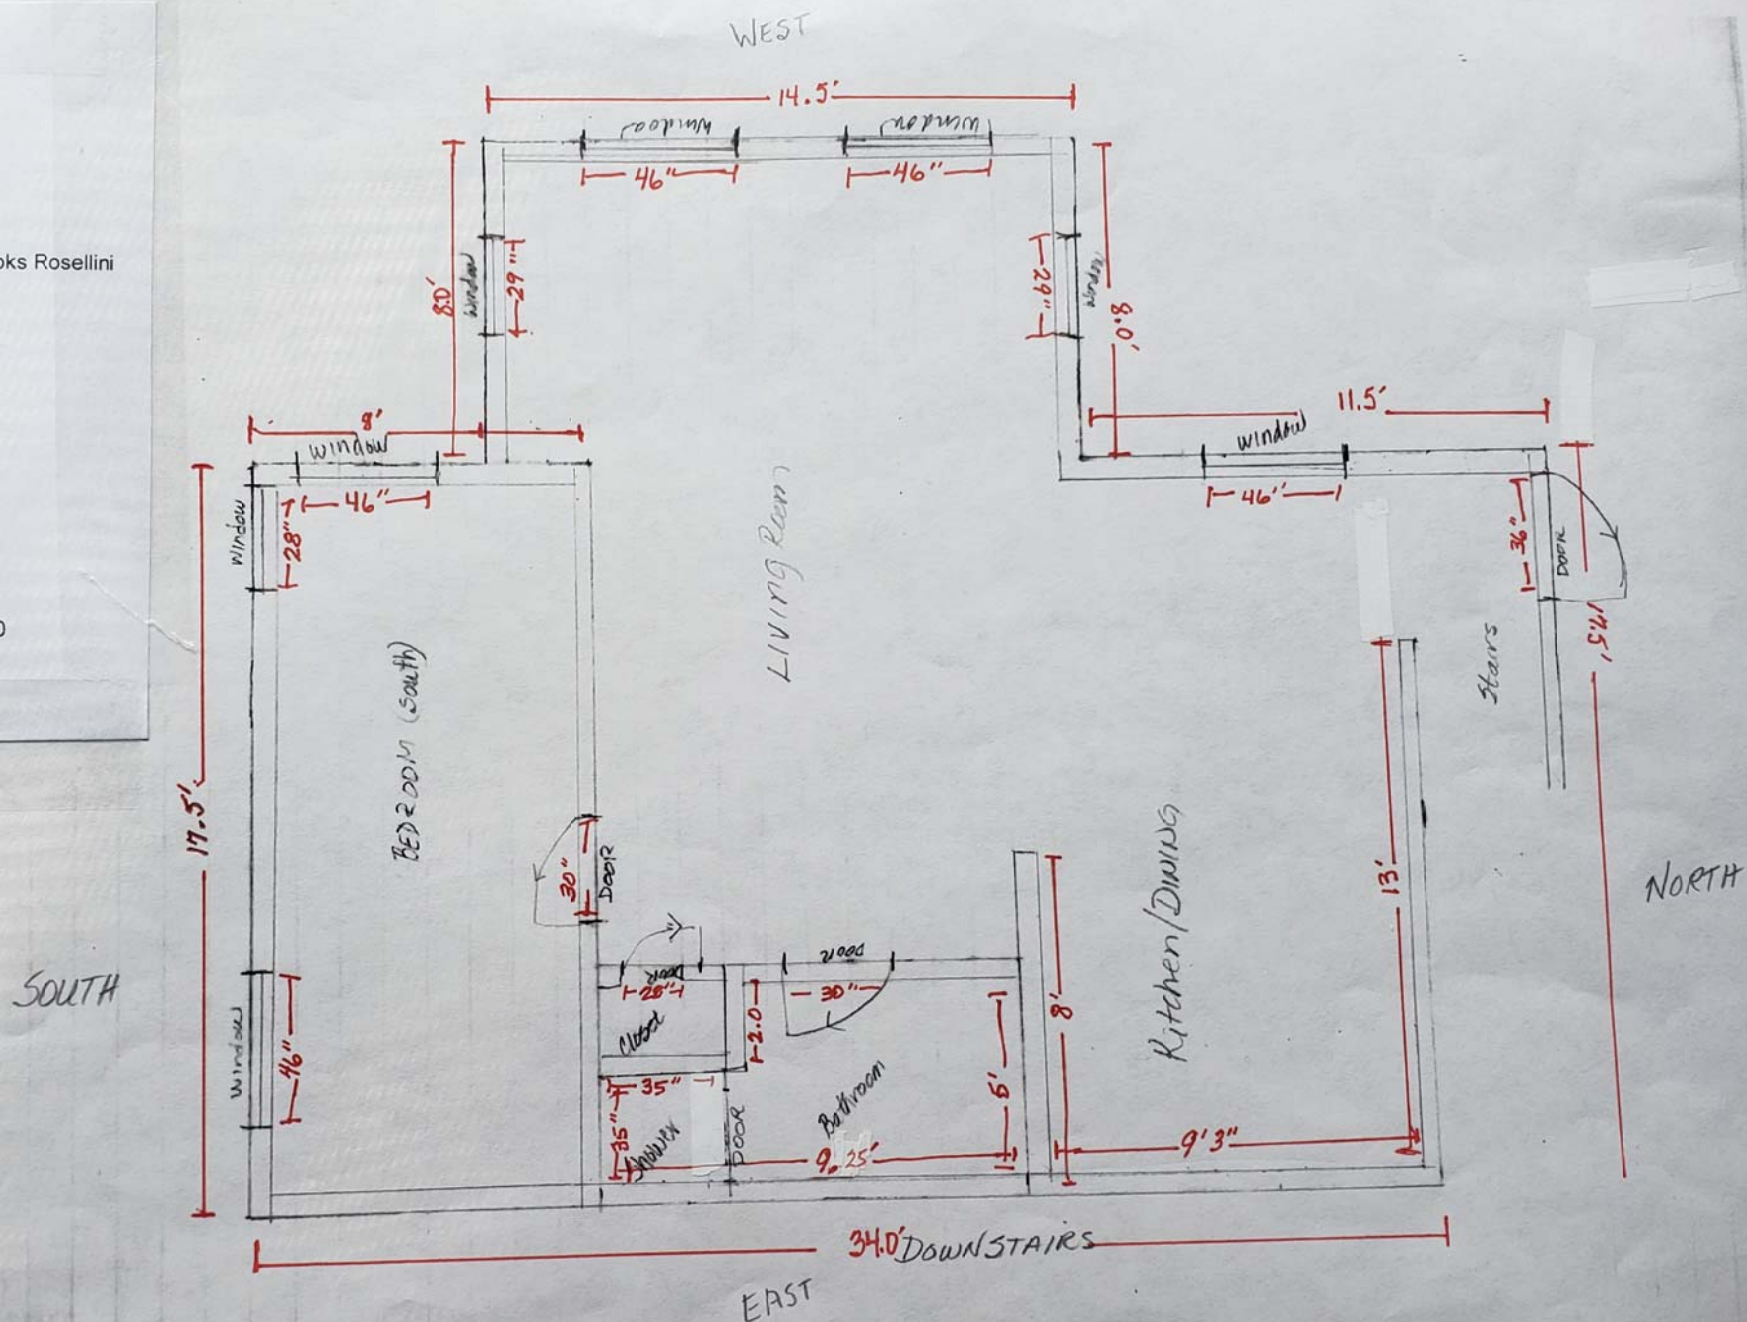 WEST
14.5'
window
window
46"
46"
oks Rosellini
8.0'
window
29"
29"
window
8.0'
8'
window
46"
11.5'
window
46"
window
28"
36"
DOOR
17.5'
Living Room
Stairs
BEDROOM (south)
17.5'
30"
DOOR
13'
Kitchen/DINING
NORTH
SOUTH
DOOR
28"
Closet
2.0
DOOR
30"
8'
window
46"
35"
35"
Shower
DOOR
Bathroom
5'
9.25'
9'3"
34.0' DOWNSTAIRS
EAST